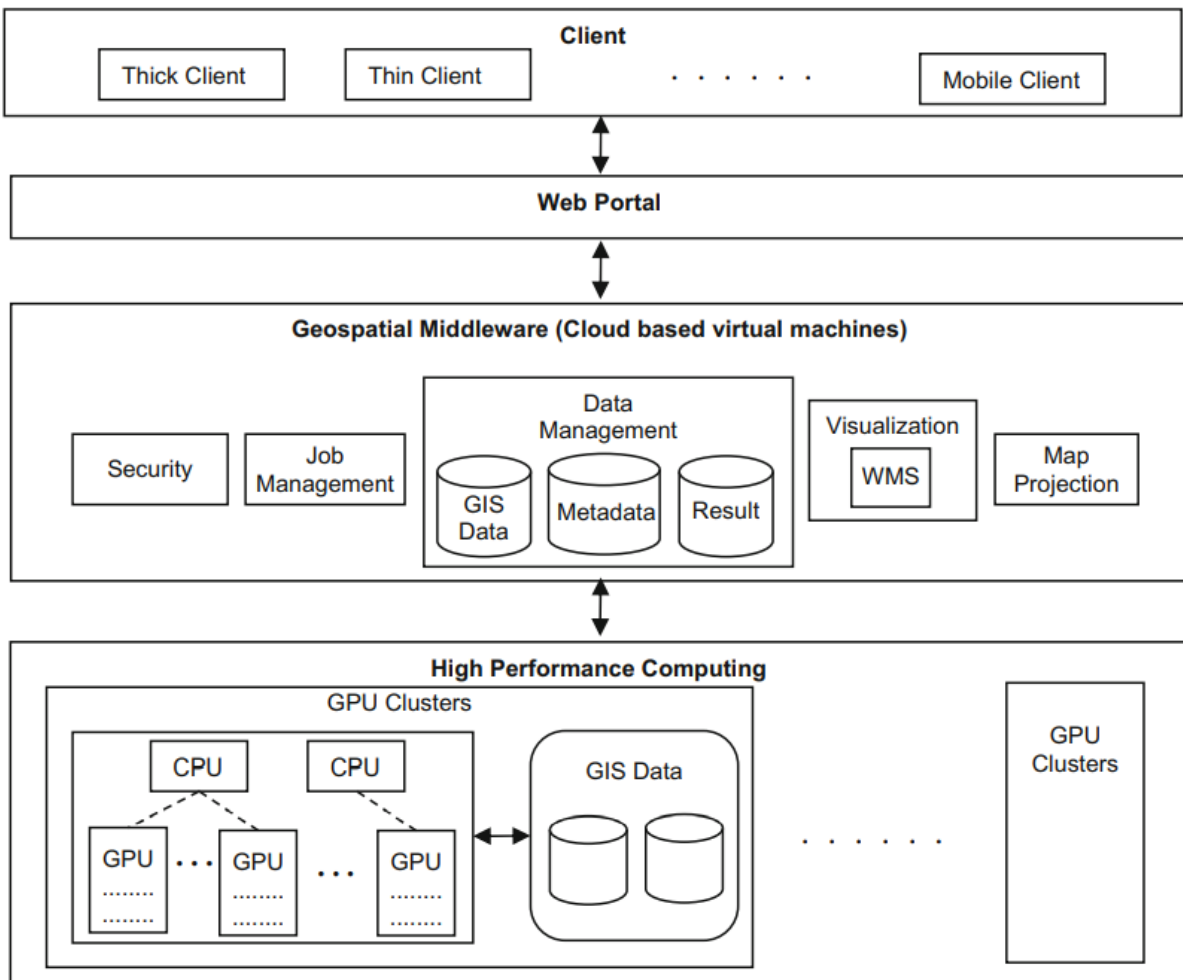 Client
Thick Client
Thin Client
. . . . . .
Mobile Client
Web Portal
Geospatial Middleware (Cloud based virtual machines)
Security
Job
Management
Data
Management
GIS
Data
Metadata
Result
Visualization
WMS
Map
Projection
High Performance Computing
GPU Clusters
CPU
CPU
GPU
........
........
...
GPU
........
........
...
GPU
........
........
GIS Data
. . . . . .
GPU
Clusters